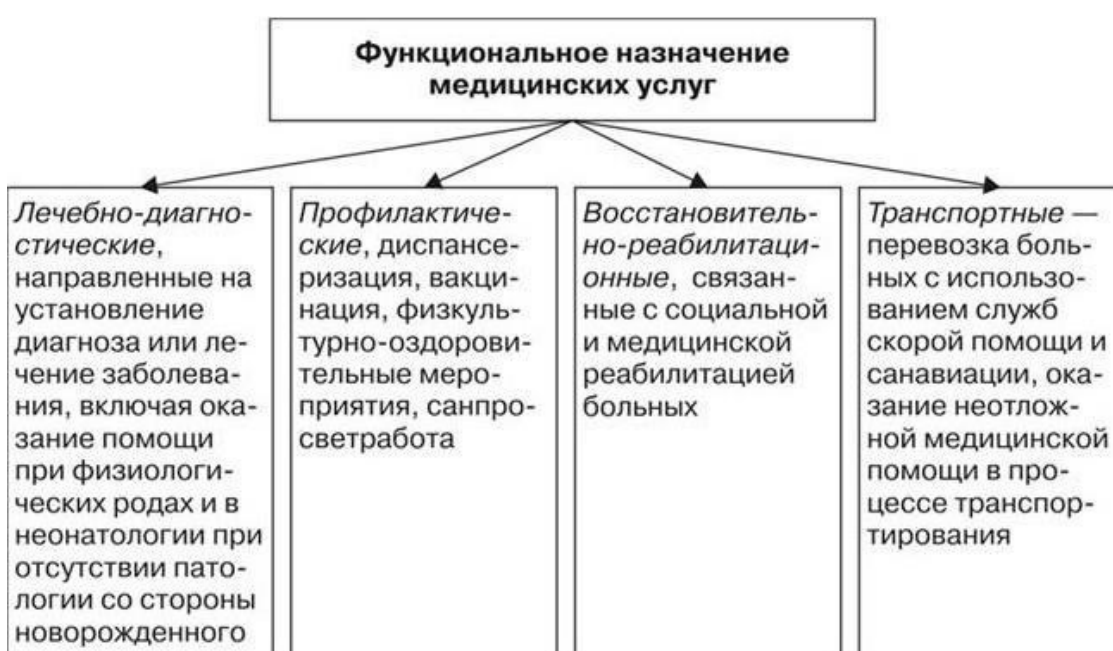 Функциональное назначение
медицинских услуг
Лечебно-диагно-
стические,
направленные на
установление
диагноза или ле-
чение заболева-
ния, включая ока-
зание помощи
при физиологи-
ческих родах и в
неонатологии при
отсутствии пато-
логии со стороны
новорожденного
Профилактиче-
ские, диспансе-
ризация, вакци-
нация, физкуль-
турно-оздорови-
тельные меро-
приятия, санпро-
светработа
Восстановитель-
но-реабилитаци-
онные, связан-
ные с социальной
и медицинской
реабилитацией
больных
Транспортные —
перевозка боль-
ных с использо-
ванием служб
скорой помощи и
санавиации, ока-
зание неотлож-
ной медицинской
помощи в про-
цессе транспор-
тирования